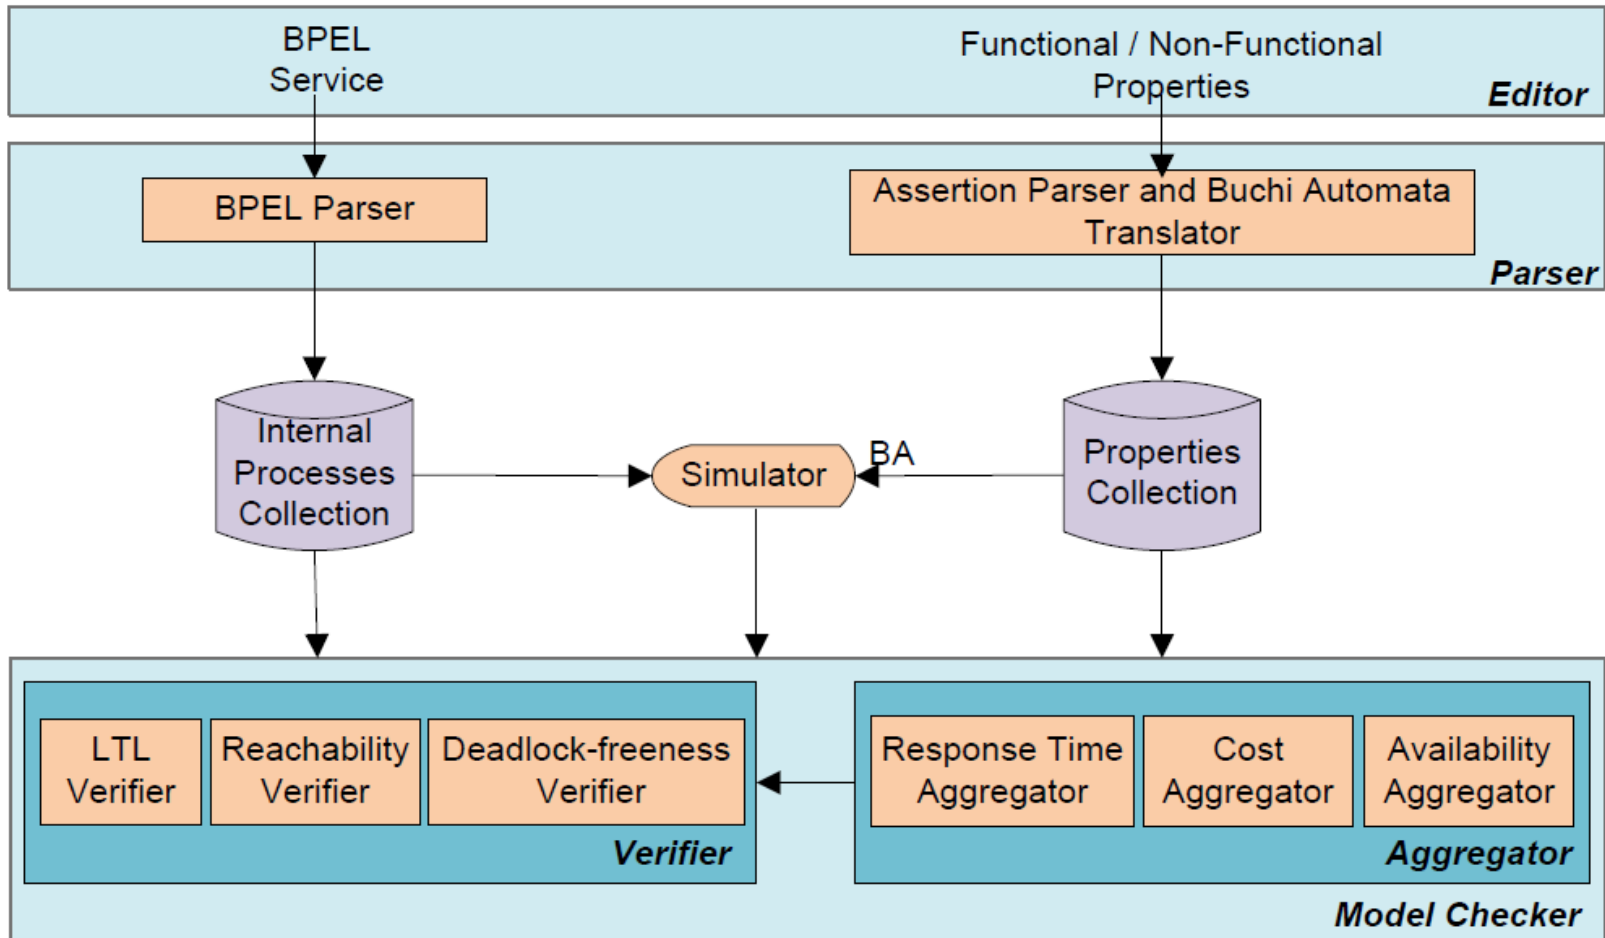 BPEL
Service
Functional / Non-Functional
Properties
Editor
BPEL Parser
Assertion Parser and Buchi Automata
Translator
Parser
Internal
Processes
Collection
Simulator
BA
Properties
Collection
LTL
Verifier
Reachability
Verifier
Deadlock-freeness
Verifier
Verifier
Response Time
Aggregator
Cost
Aggregator
Availability
Aggregator
Aggregator
Model Checker